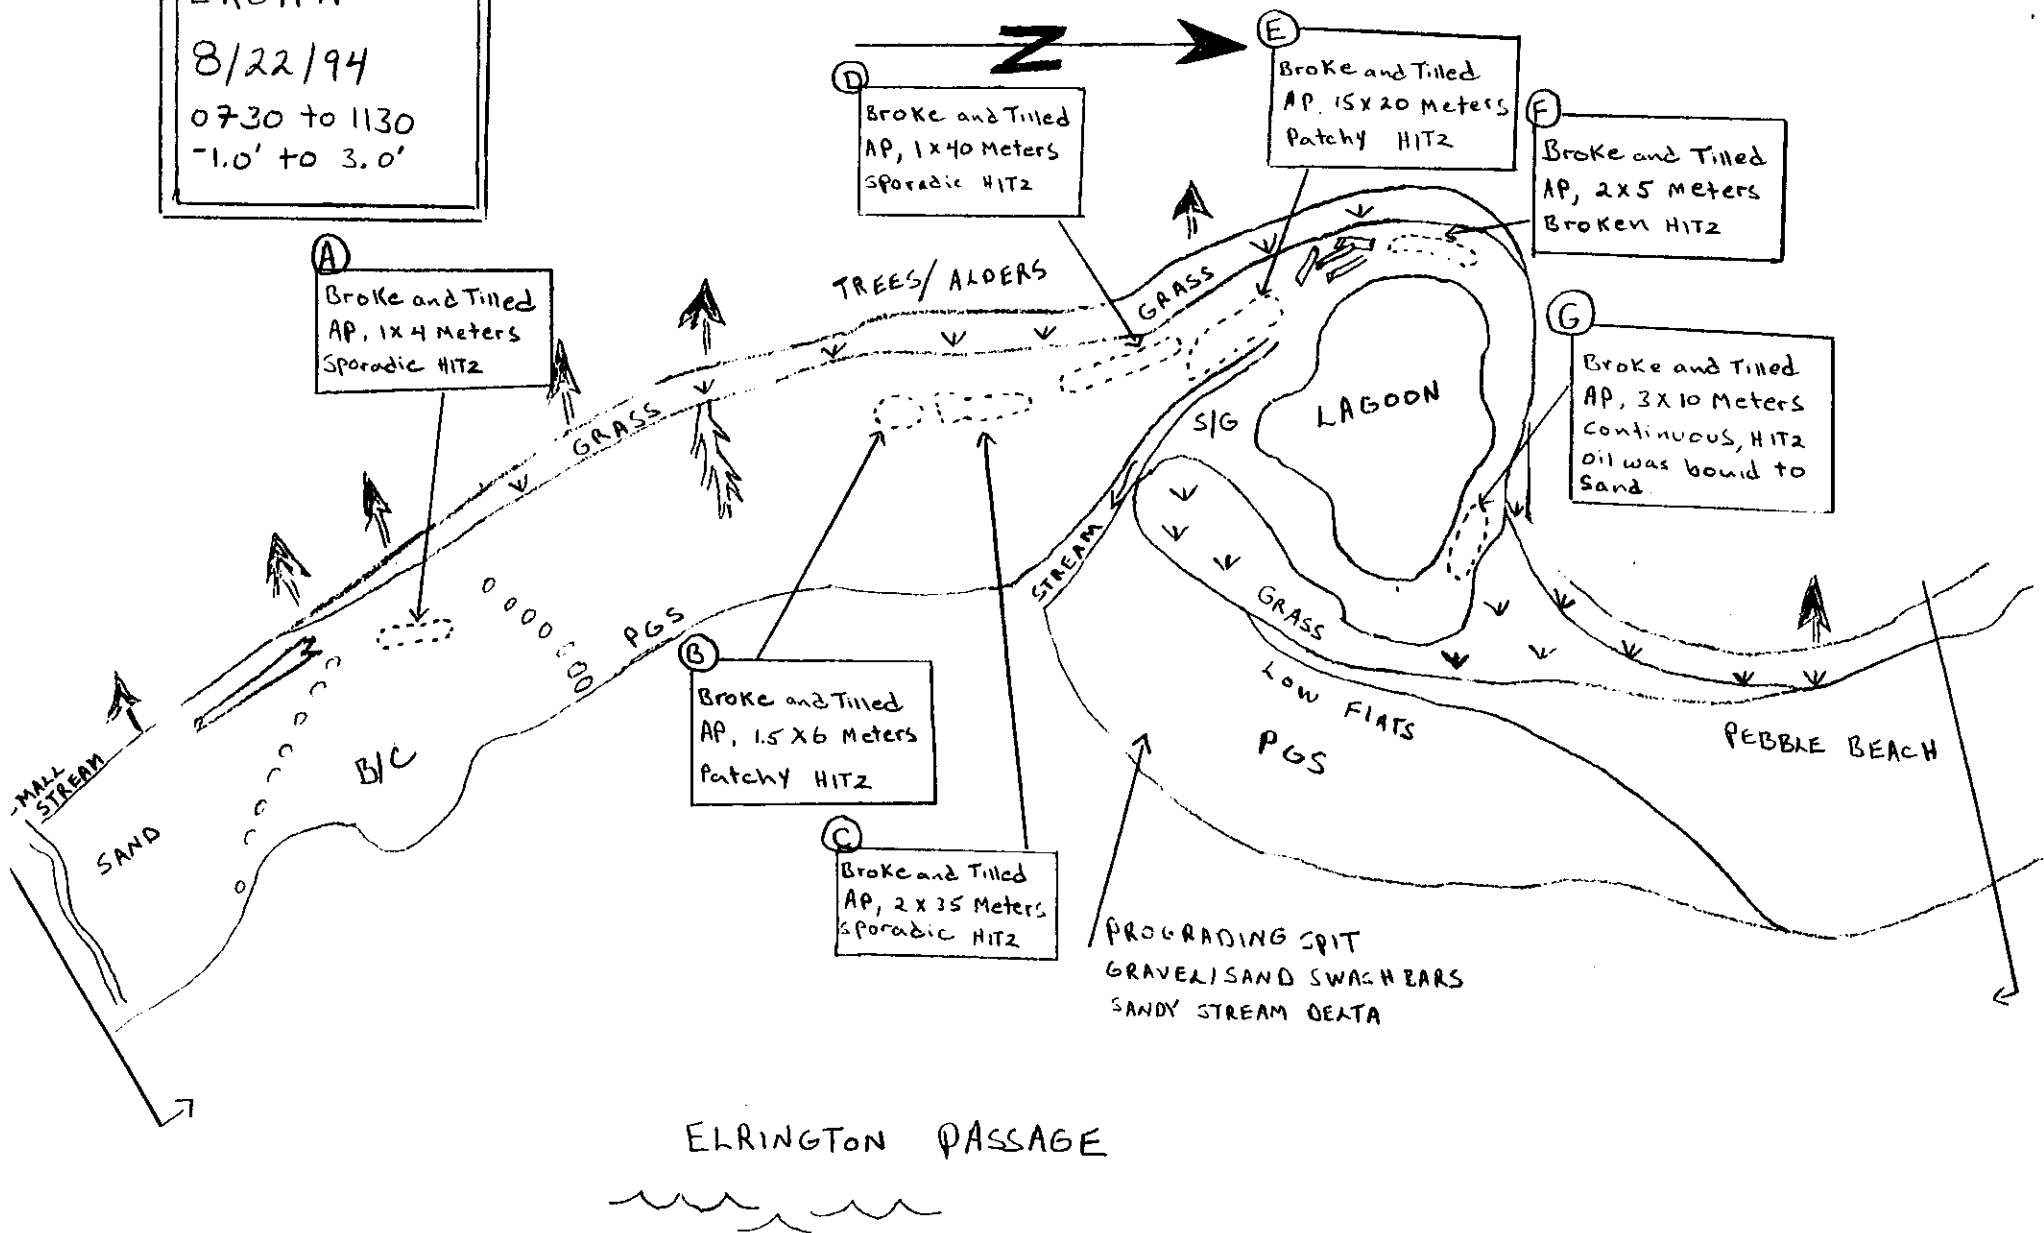 8/22/94
0730 to 1130
-1.0' to 3.0'
N
A
Broke and Tilled
AP, 1x4 Meters
Sporadic HITZ
D
Broke and Tilled
AP, 1x40 Meters
Sporadic HITZ
E
Broke and Tilled
AP. 15x20 Meters
Patchy HITZ
F
Broke and Tilled
AP, 2x5 Meters
Broken HITZ
G
Broke and Tilled
AP, 3x10 Meters
continuous, HITZ
oil was bound to
Sand
TREES/ALDERS
GRASS
GRASS
S/G
LAGOON
STREAM
GRASS
LOW FLATS
PGS
PEBBLE BEACH
PGS
B
Broke and Tilled
AP, 1.5x6 Meters
Patchy HITZ
C
Broke and Tilled
AP, 2x35 Meters
Sporadic HITZ
B/C
MALL
STREAM
SAND
PROGRADING SPIT
GRAVEL/SAND SWASH BARS
SANDY STREAM DELTA
ELRINGTON PASSAGE